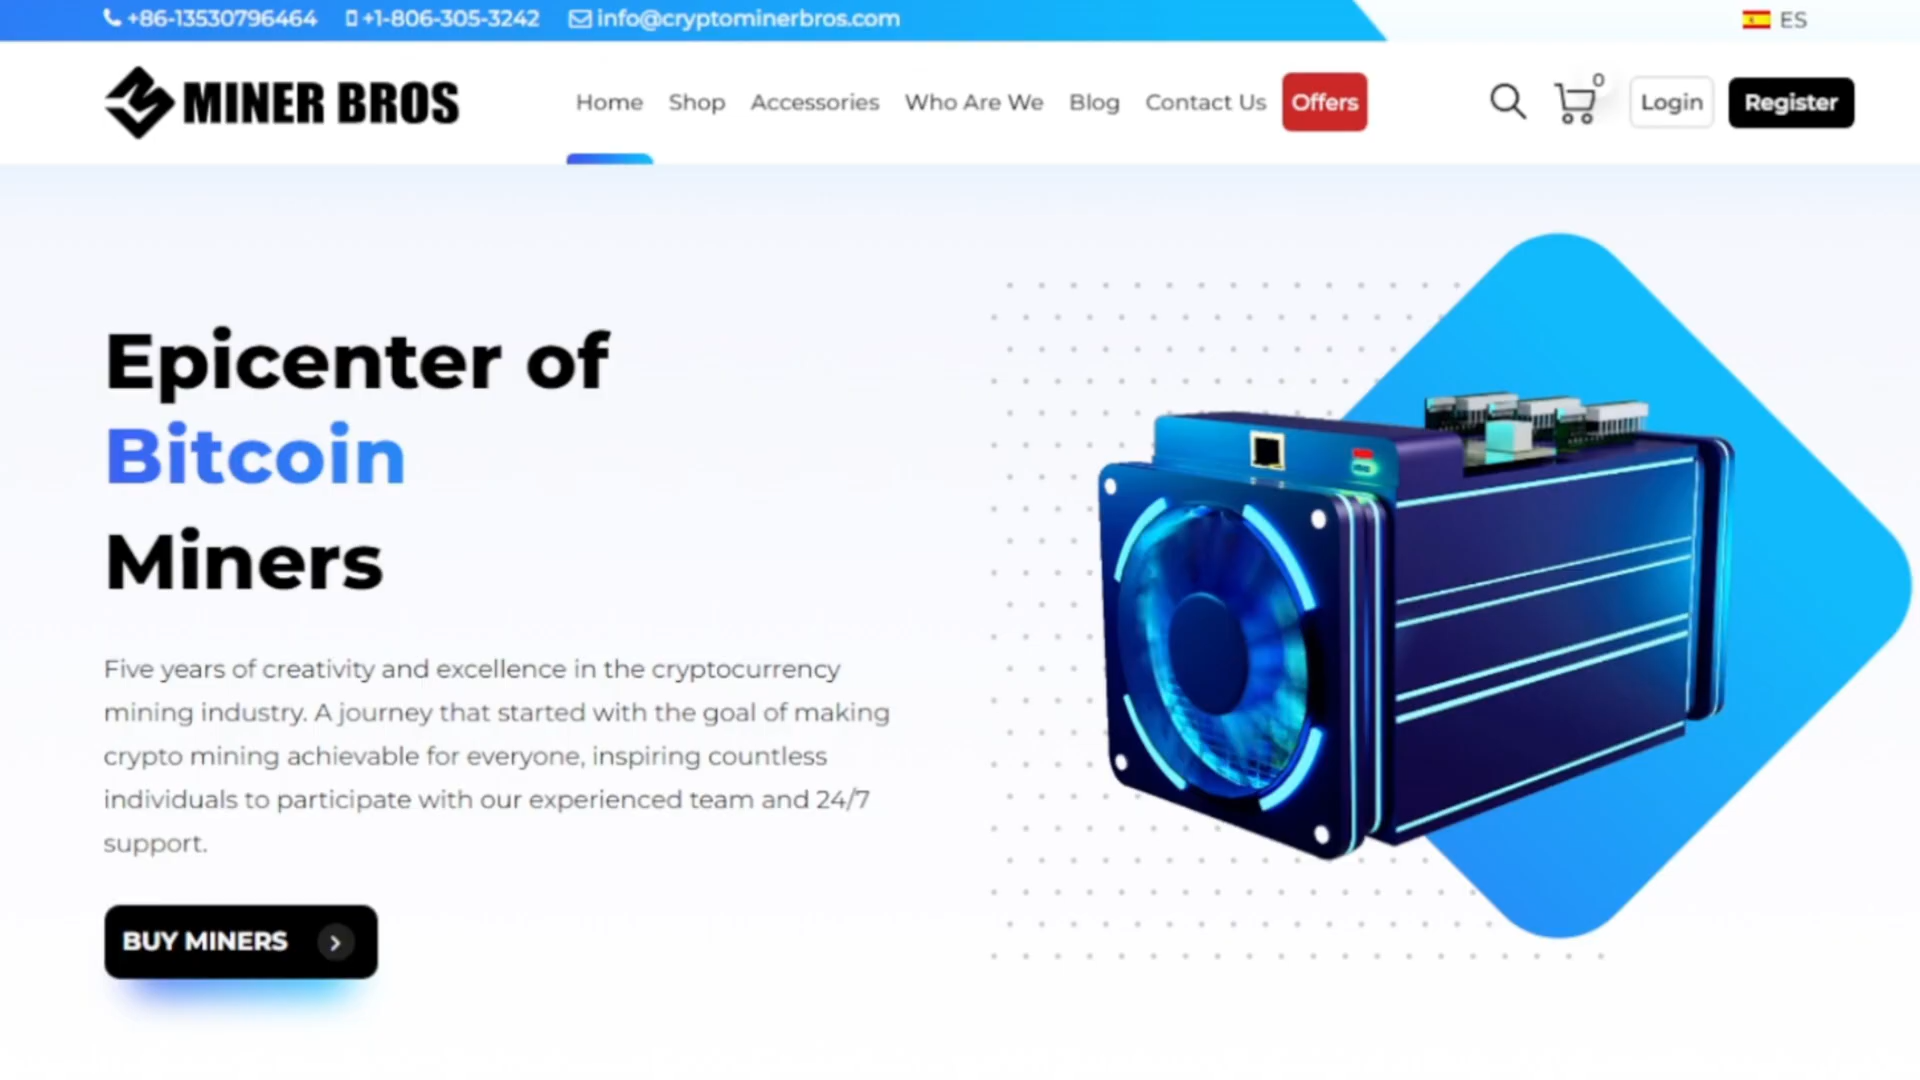 +86-13530796464 +1-806-305-3242 info@cryptominerbros.com ES
MINER BROS Home Shop Accessories Who Are We Blog Contact Us Offers 0 Login Register
Epicenter of
Bitcoin
Miners
Five years of creativity and excellence in the cryptocurrency
mining industry. A journey that started with the goal of making
crypto mining achievable for everyone, inspiring countless
individuals to participate with our experienced team and 24/7
support.
BUY MINERS